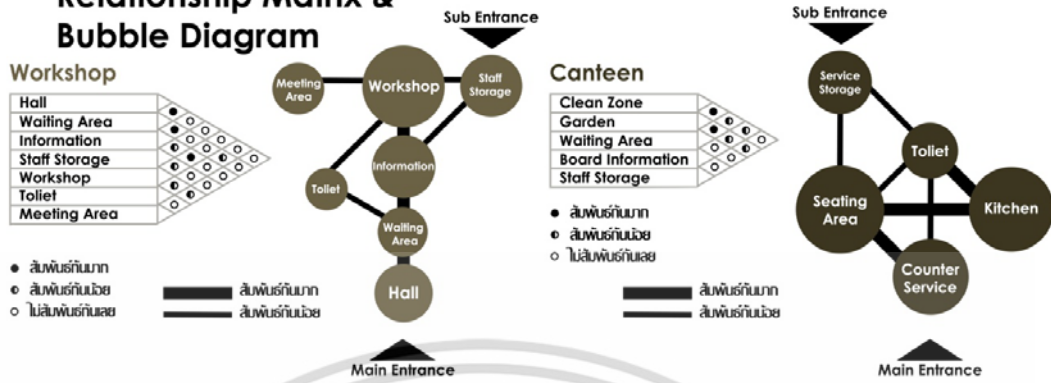 Relationship Matrix &
Bubble Diagram
Workshop
Hall
Waiting Area
Information
Staff Storage
Workshop
Toliet
Meeting Area
สัมพันธ์กันมาก
สัมพันธ์กันน้อย
ไม่สัมพันธ์กันเลย
สัมพันธ์กันมาก
สัมพันธ์กันน้อย
Sub Entrance
Meeting
Area
Workshop
Staff
Storage
Information
Toliet
Waiting
Area
Hall
Main Entrance
Canteen
Clean Zone
Garden
Waiting Area
Board Information
Staff Storage
สัมพันธ์กันมาก
สัมพันธ์กันน้อย
ไม่สัมพันธ์กันเลย
สัมพันธ์กันมาก
สัมพันธ์กันน้อย
Sub Entrance
Service
Storage
Toliet
Seating
Area
Kitchen
Counter
Service
Main Entrance